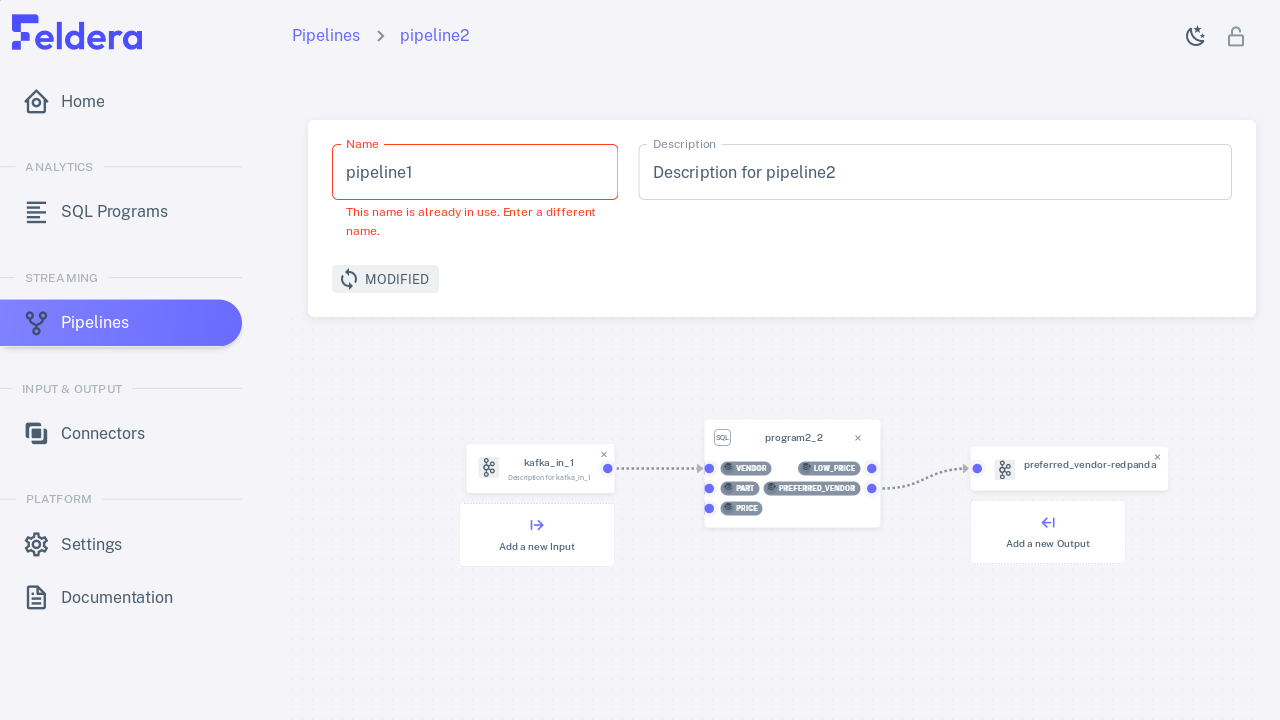 Feldera
Pipelines > pipeline2
Home
ANALYTICS
SQL Programs
STREAMING
Pipelines
INPUT & OUTPUT
Connectors
PLATFORM
Settings
Documentation
Name
pipeline1
This name is already in use. Enter a different
name.
Description
Description for pipeline2
MODIFIED
kafka_in_1
Description for kafka_in_1
Add a new Input
SQL
program2_2
VENDOR
LOW_PRICE
PART
PREFERRED_VENDOR
PRICE
preferred_vendor-redpanda
Add a new Output